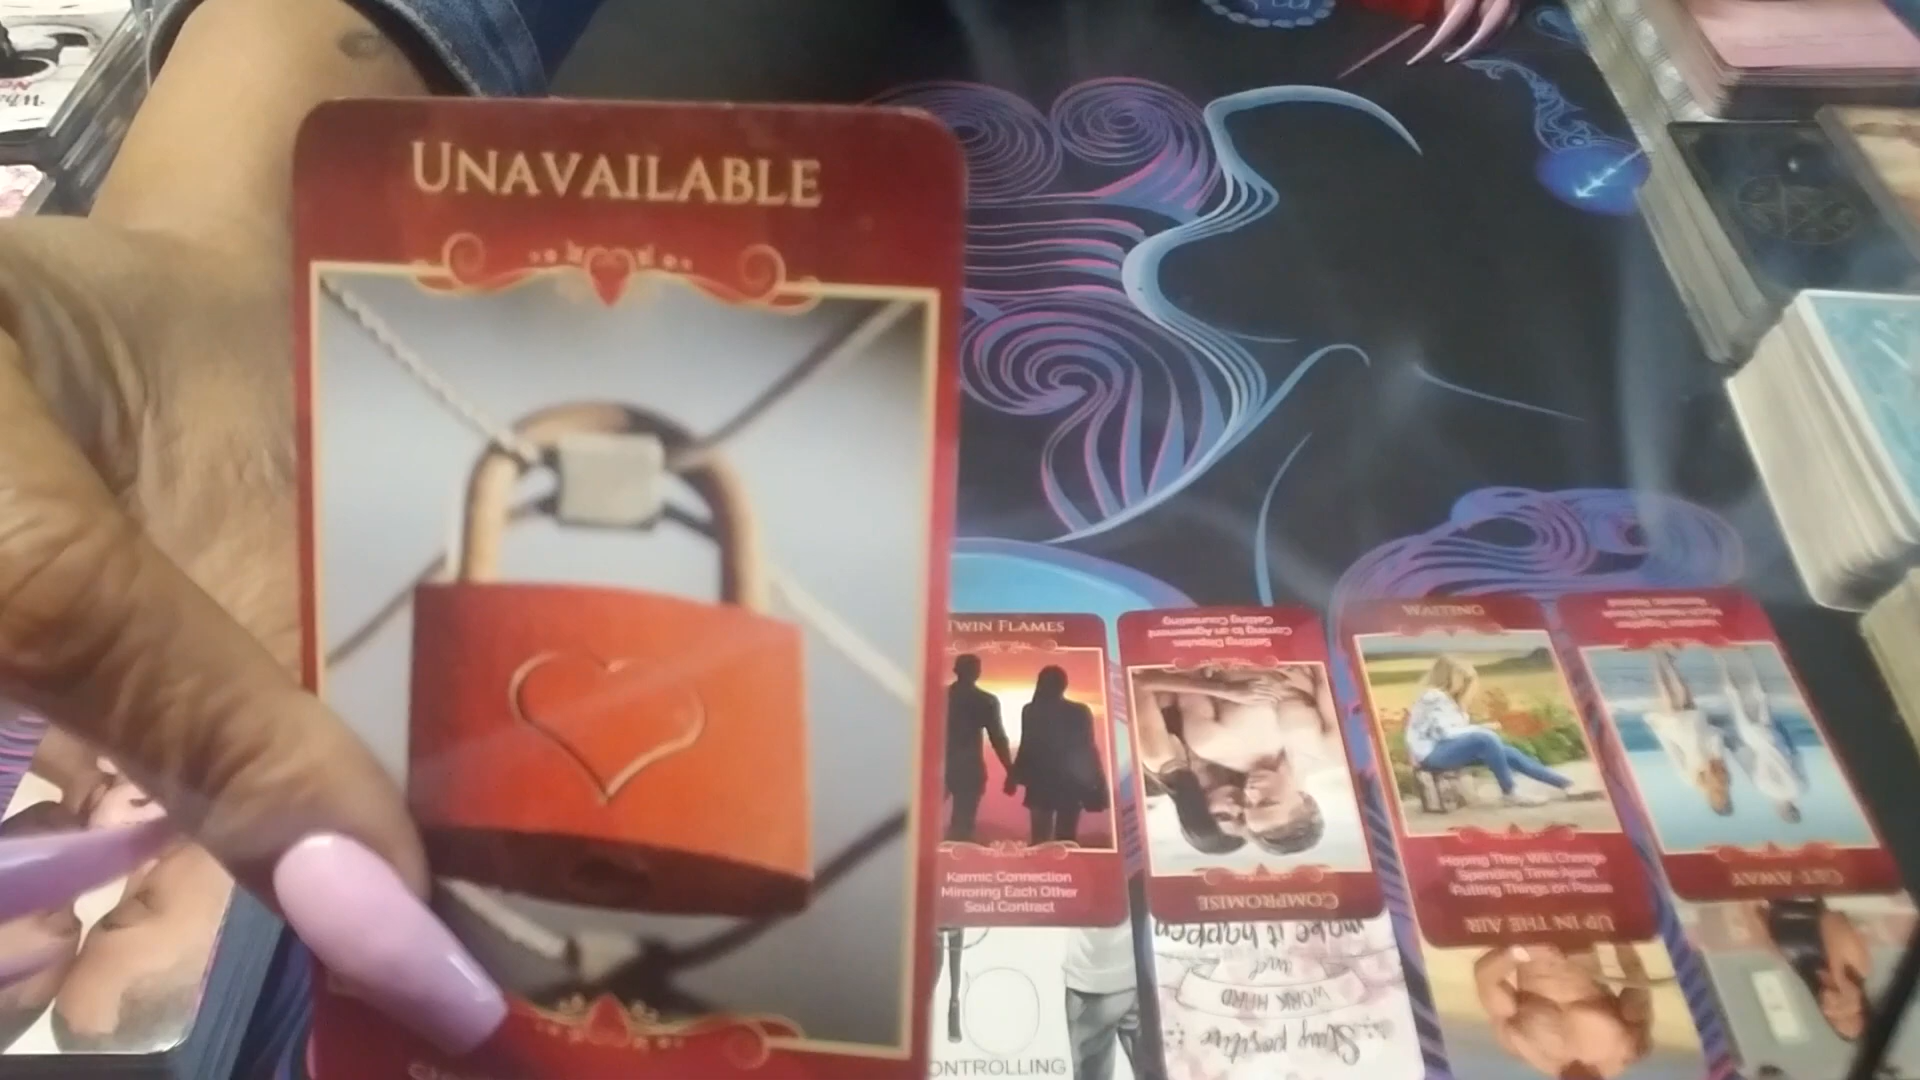 UNAVAILABLE
TWIN FLAMES
Karmic Connection
Mirroring Each Other
Soul Contract
Settling Disputes
Coming to an Agreement
Getting Counseling
COMPROMISE
WAITING
Hoping They Will Change
Spending Time Apart
Putting Things on Pause
GET-AWAY
UP IN THE AIR
Stay positive
WORK HARD
and
make it happen
ONTROLLING